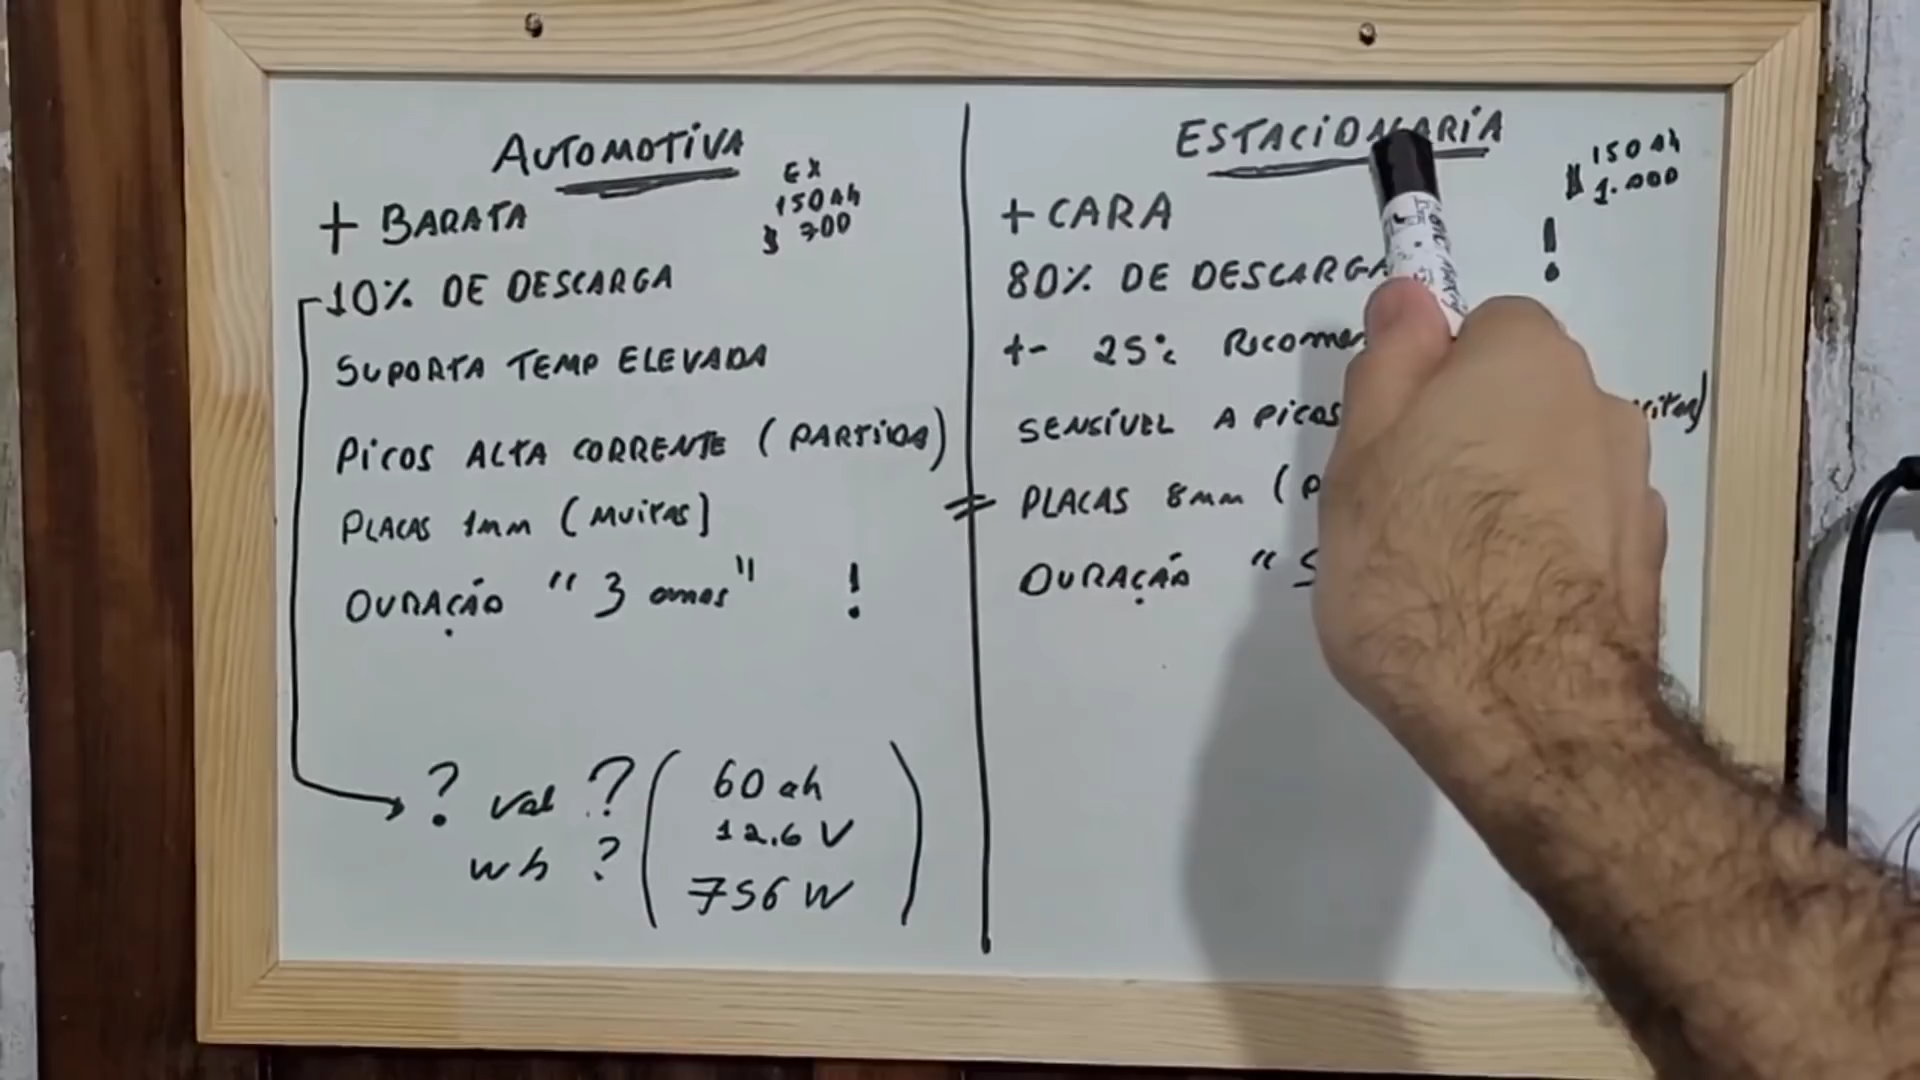 AUTOMOTIVA
EX
150Ah
$ 700
+ BARATA
10% DE DESCARGA
SUPORTA TEMP ELEVADA
PICOS ALTA CORRENTE (PARTIDA)
PLACAS 1mm (MUITAS)
DURAÇÃO "3 anos" !
? val ?
wh ?
( 60 ah
12.6 V
756 W )
ESTACIONARIA
150Ah
$ 1.000
+ CARA
80% DE DESCARGA !
+- 25°c
SENSÍVEL A PICOS
≠ PLACAS 8mm (P
DURAÇÃO "5